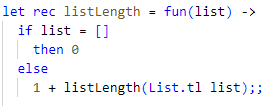 let rec listLength = fun(list) ->
if list = []
then 0
else
1 + listLength(List.tl list);;